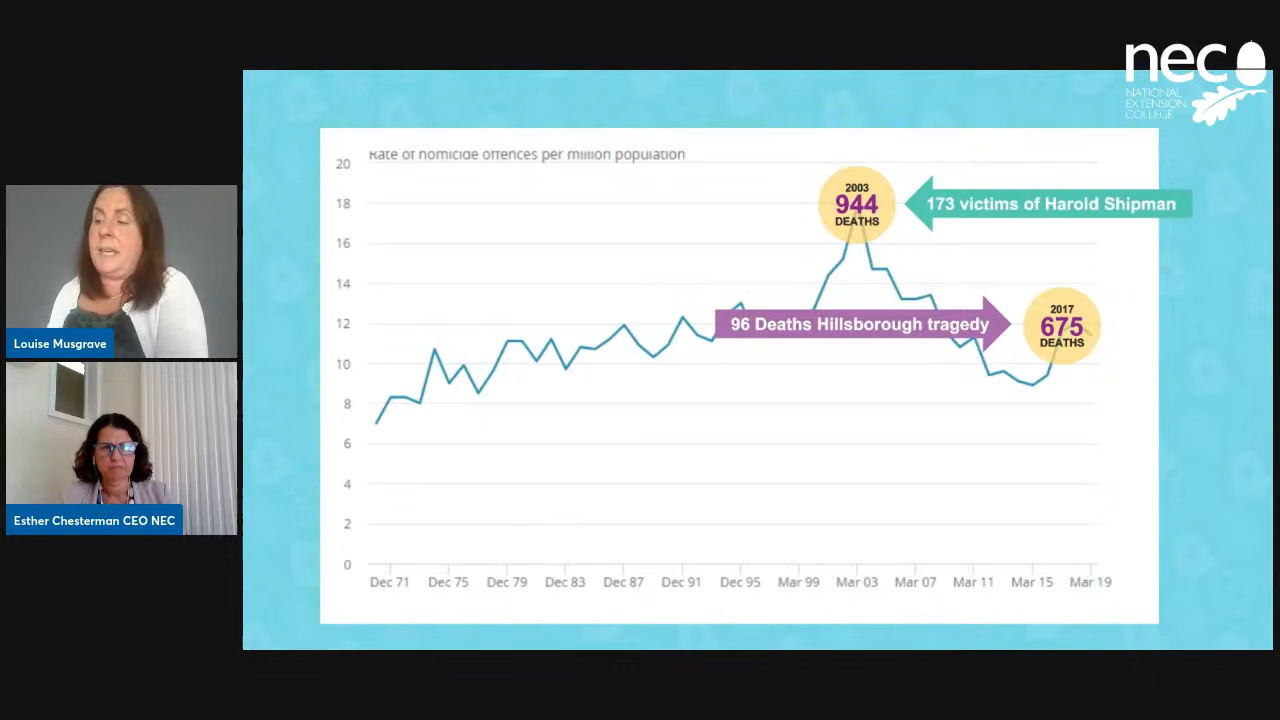 nec
NATIONAL
EXTENSION
COLLEGE
Rate of homicide offences per million population
20
18
16
14
12
10
8
6
4
2
0
2003
944
DEATHS
173 victims of Harold Shipman
96 Deaths Hillsborough tragedy
2017
675
DEATHS
Dec 71 Dec 75 Dec 79 Dec 83 Dec 87 Dec 91 Dec 95 Mar 99 Mar 03 Mar 07 Mar 11 Mar 15 Mar 19
Louise Musgrave
Esther Chesterman CEO NEC